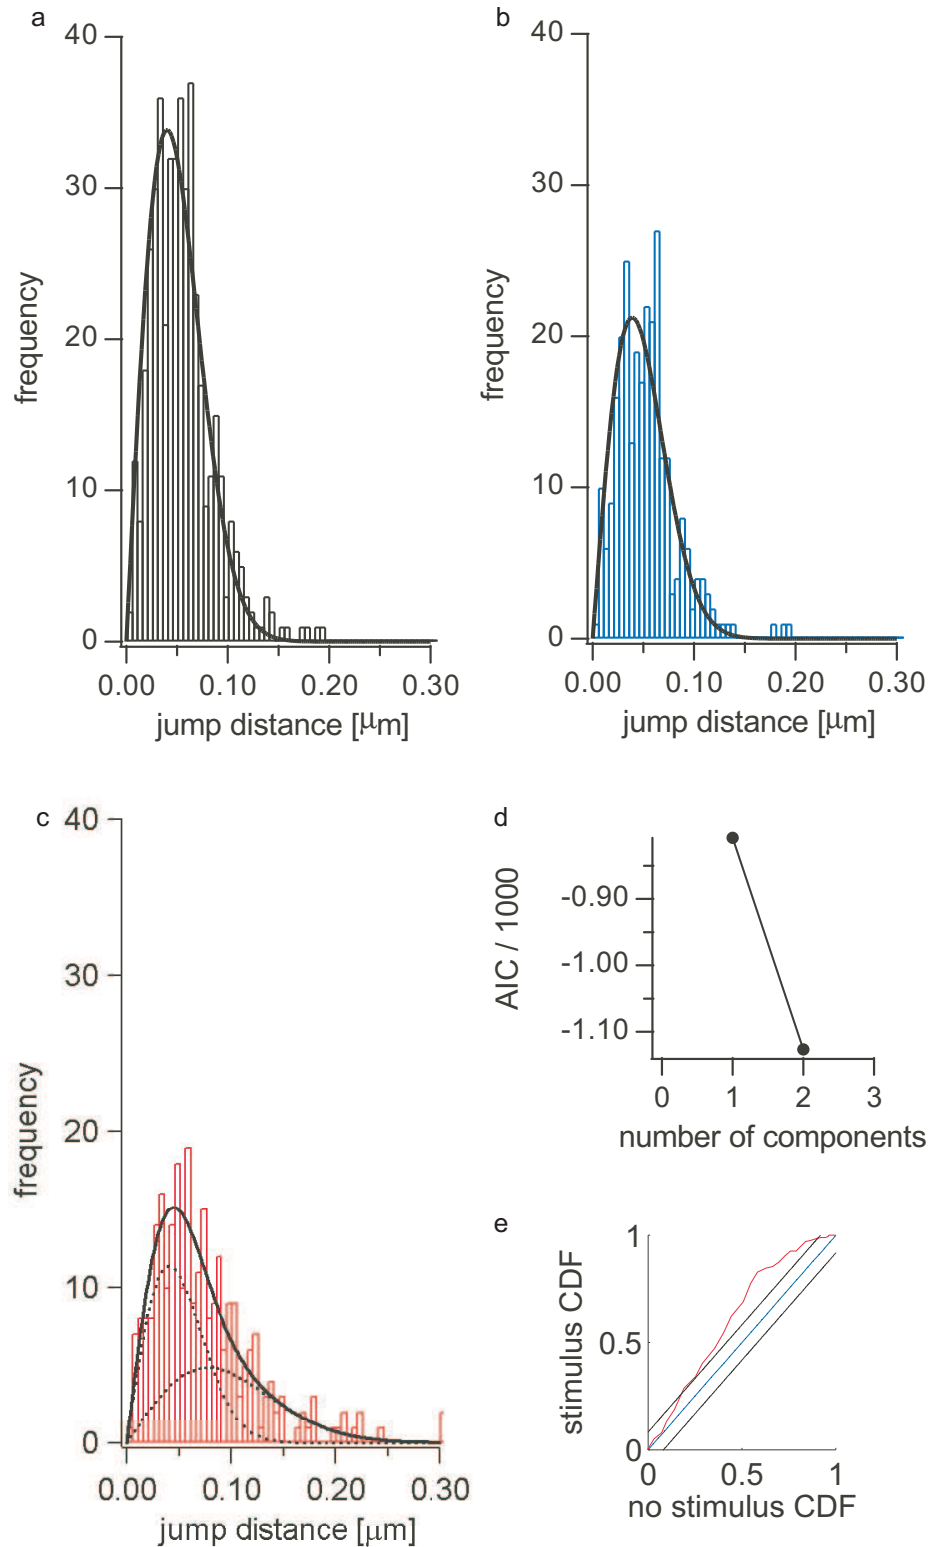 a
40
30
20
10
0
frequency
0.00 0.10 0.20 0.30
jump distance [μm]
b
40
30
20
10
0
frequency
0.00 0.10 0.20 0.30
jump distance [μm]
c
40
30
20
10
0
frequency
0.00 0.10 0.20 0.30
jump distance [μm]
d
AIC / 1000
-0.90
-1.00
-1.10
0 1 2 3
number of components
e
stimulus CDF
1
0.5
0
0 0.5 1
no stimulus CDF